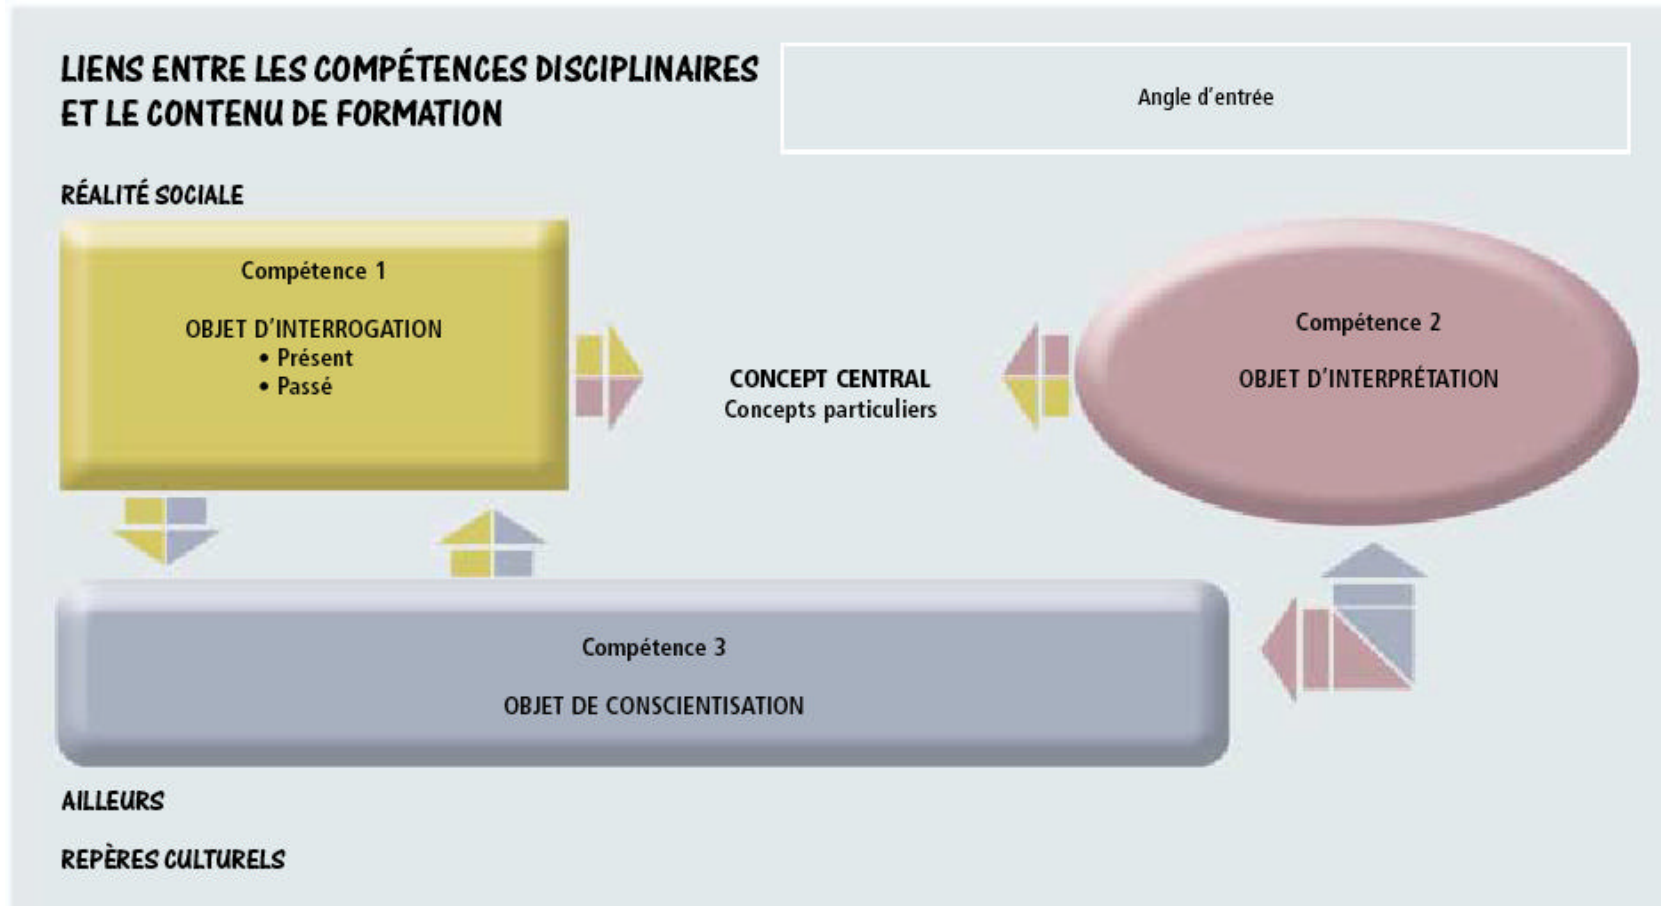 LIENS ENTRE LES COMPÉTENCES DISCIPLINAIRES
ET LE CONTENU DE FORMATION
Angle d'entrée
RÉALITÉ SOCIALE
Compétence 1
OBJET D'INTERROGATION
• Présent
• Passé
CONCEPT CENTRAL
Concepts particuliers
Compétence 2
OBJET D'INTERPRÉTATION
Compétence 3
OBJET DE CONSCIENTISATION
AILLEURS
REPÈRES CULTURELS